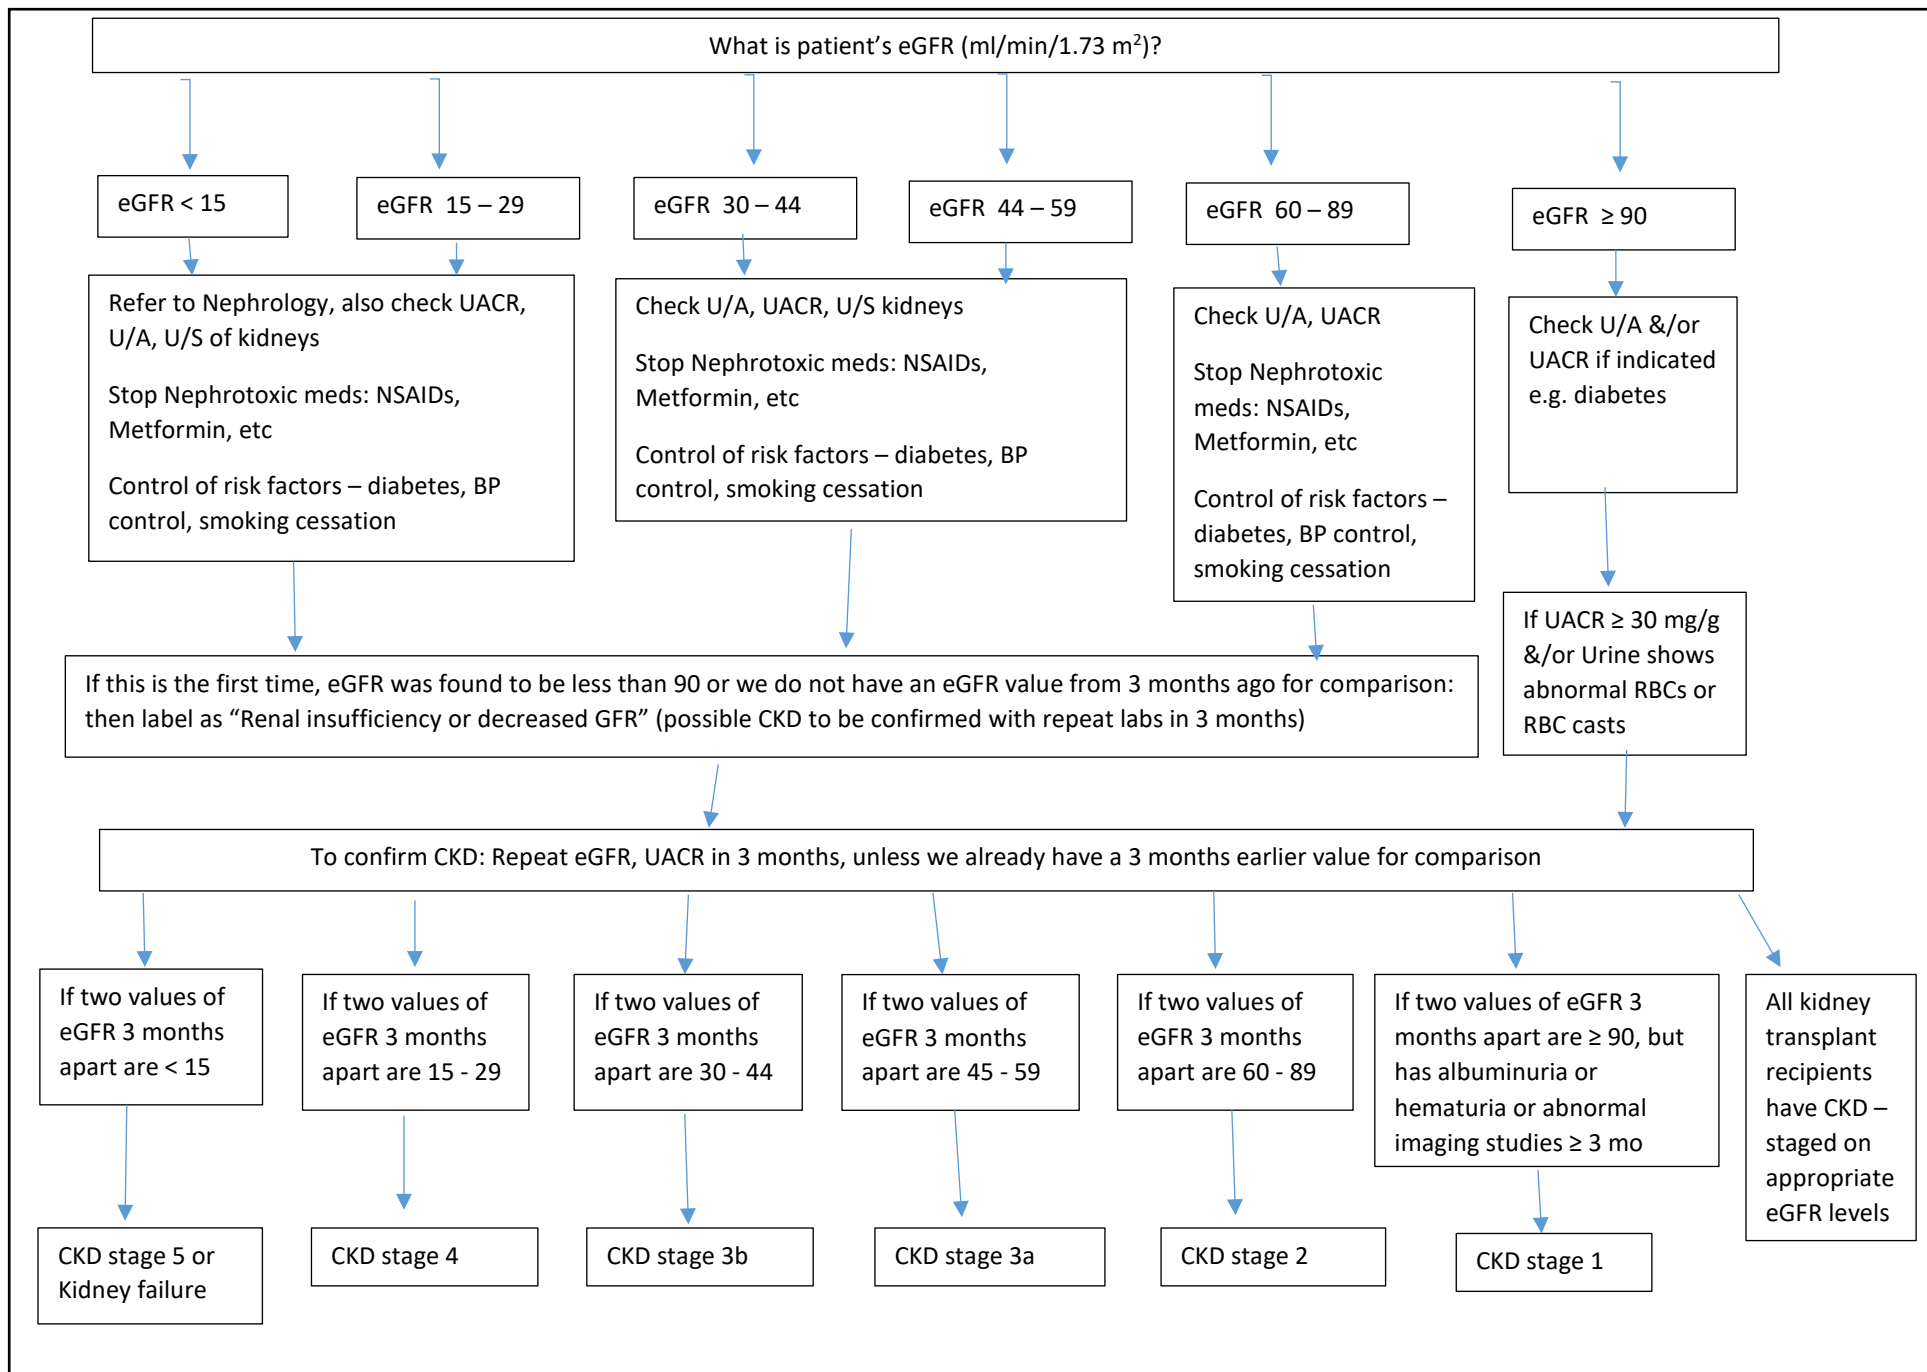 What is patient's eGFR (ml/min/1.73 m²)?
eGFR < 15
eGFR 15 – 29
eGFR 30 – 44
eGFR 44 – 59
eGFR 60 – 89
eGFR ≥ 90
Refer to Nephrology, also check UACR,
U/A, U/S of kidneys
Stop Nephrotoxic meds: NSAIDs,
Metformin, etc
Control of risk factors – diabetes, BP
control, smoking cessation
Check U/A, UACR, U/S kidneys
Stop Nephrotoxic meds: NSAIDs,
Metformin, etc
Control of risk factors – diabetes, BP
control, smoking cessation
Check U/A, UACR
Stop Nephrotoxic
meds: NSAIDs,
Metformin, etc
Control of risk factors –
diabetes, BP control,
smoking cessation
Check U/A &/or
UACR if indicated
e.g. diabetes
If UACR ≥ 30 mg/g
&/or Urine shows
abnormal RBCs or
RBC casts
If this is the first time, eGFR was found to be less than 90 or we do not have an eGFR value from 3 months ago for comparison:
then label as “Renal insufficiency or decreased GFR” (possible CKD to be confirmed with repeat labs in 3 months)
To confirm CKD: Repeat eGFR, UACR in 3 months, unless we already have a 3 months earlier value for comparison
If two values of
eGFR 3 months
apart are < 15
If two values of
eGFR 3 months
apart are 15 - 29
If two values of
eGFR 3 months
apart are 30 - 44
If two values of
eGFR 3 months
apart are 45 - 59
If two values of
eGFR 3 months
apart are 60 - 89
If two values of eGFR 3
months apart are ≥ 90, but
has albuminuria or
hematuria or abnormal
imaging studies ≥ 3 mo
All kidney
transplant
recipients
have CKD –
staged on
appropriate
eGFR levels
CKD stage 5 or
Kidney failure
CKD stage 4
CKD stage 3b
CKD stage 3a
CKD stage 2
CKD stage 1